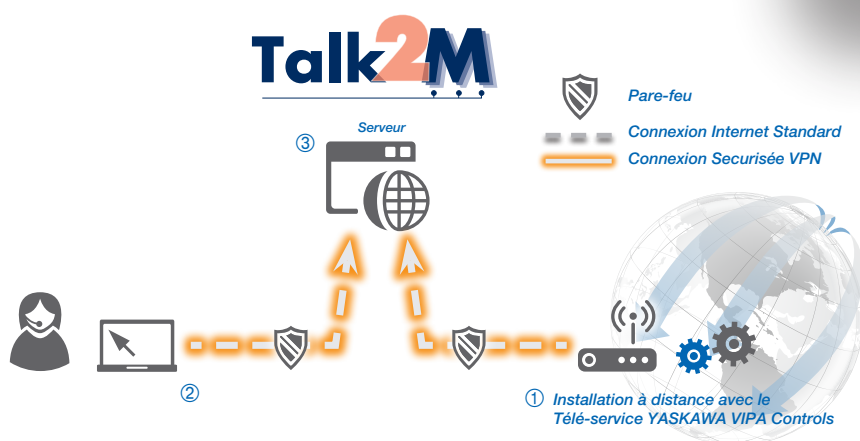 Talk2M
Pare-feu
Serveur
Connexion Internet Standard
③
Connexion Securisée VPN
②
① Installation à distance avec le
Télé-service YASKAWA VIPA Controls